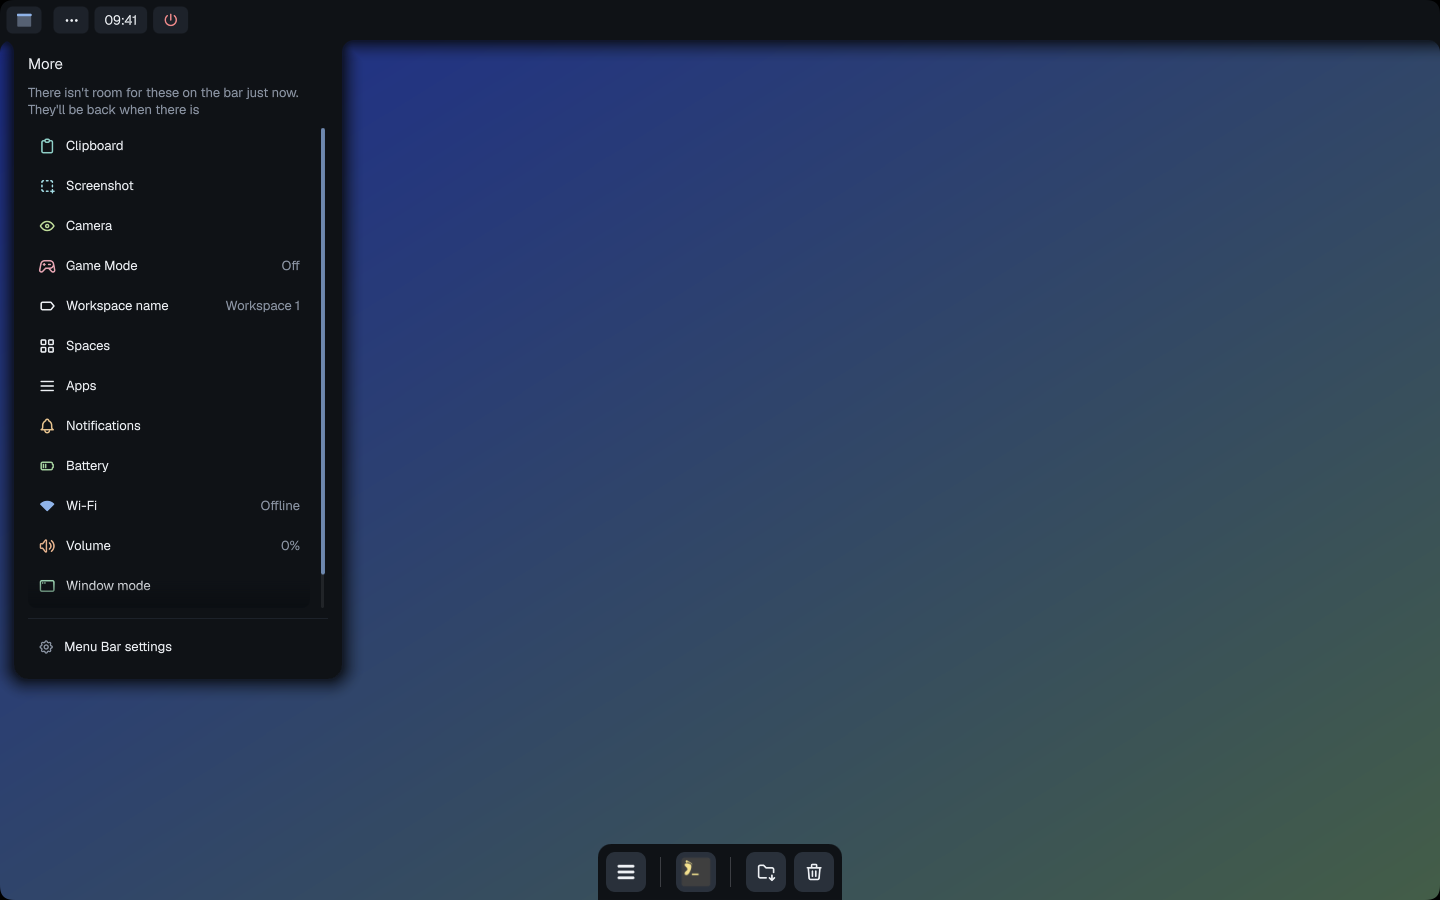 09:41
More
There isn't room for these on the bar just now.
They'll be back when there is
Clipboard
Screenshot
Camera
Game Mode Off
Workspace name Workspace 1
Spaces
Apps
Notifications
Battery
Wi-Fi Offline
Volume 0%
Window mode
Menu Bar settings